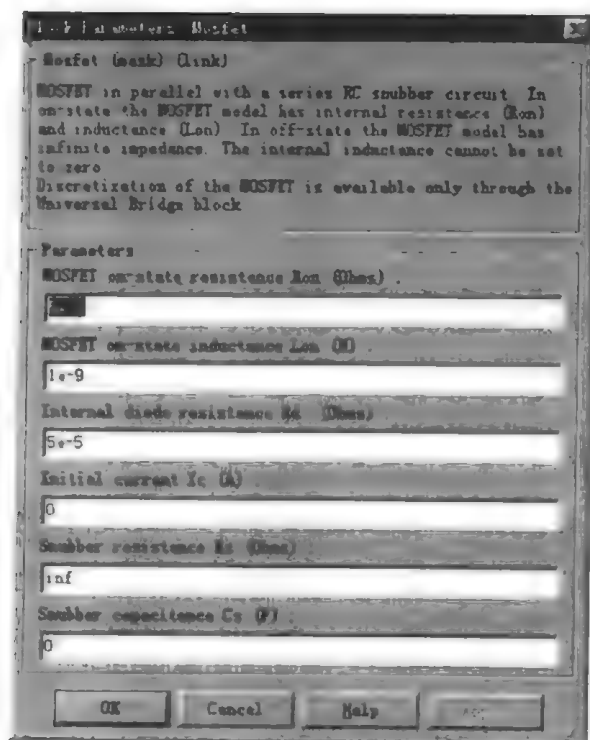 Block Parameters: Mosfet
Mosfet (mask) (link)
MOSFET in parallel with a series RC snubber circuit. In
on-state the MOSFET model has internal resistance (Ron)
and inductance (Lon). In off-state the MOSFET model has
infinite impedance. The internal inductance cannot be set
to zero
Discretization of the MOSFET is available only through the
Universal Bridge block
Parameters
MOSFET on-state resistance Ron (Ohms) :
MOSFET on-state inductance Lon (H) :
1e-9
Internal diode resistance Rd (Ohms)
5e-5
Initial current Ic (A) :
0
Snubber resistance Rs (Ohms) :
inf
Snubber capacitance Cs (F) :
0
OK
Cancel
Help